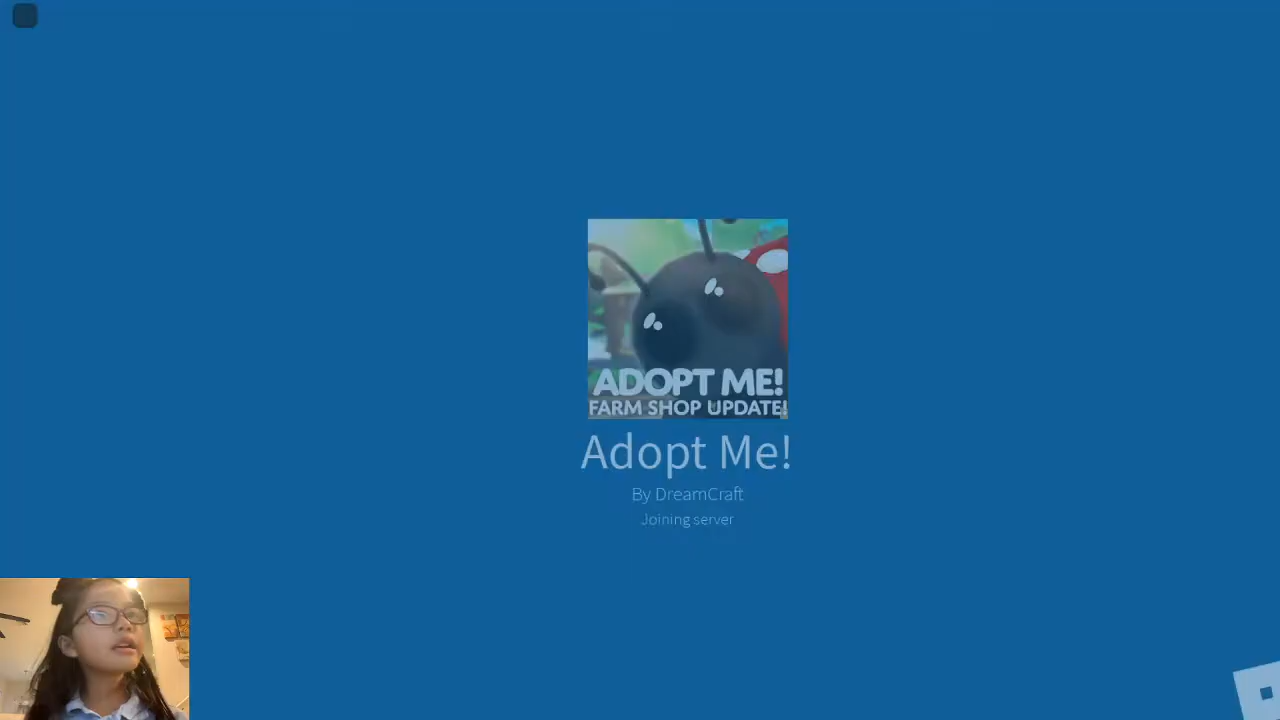 ADOPT ME!
FARM SHOP UPDATE!
Adopt Me!
By DreamCraft
Joining server